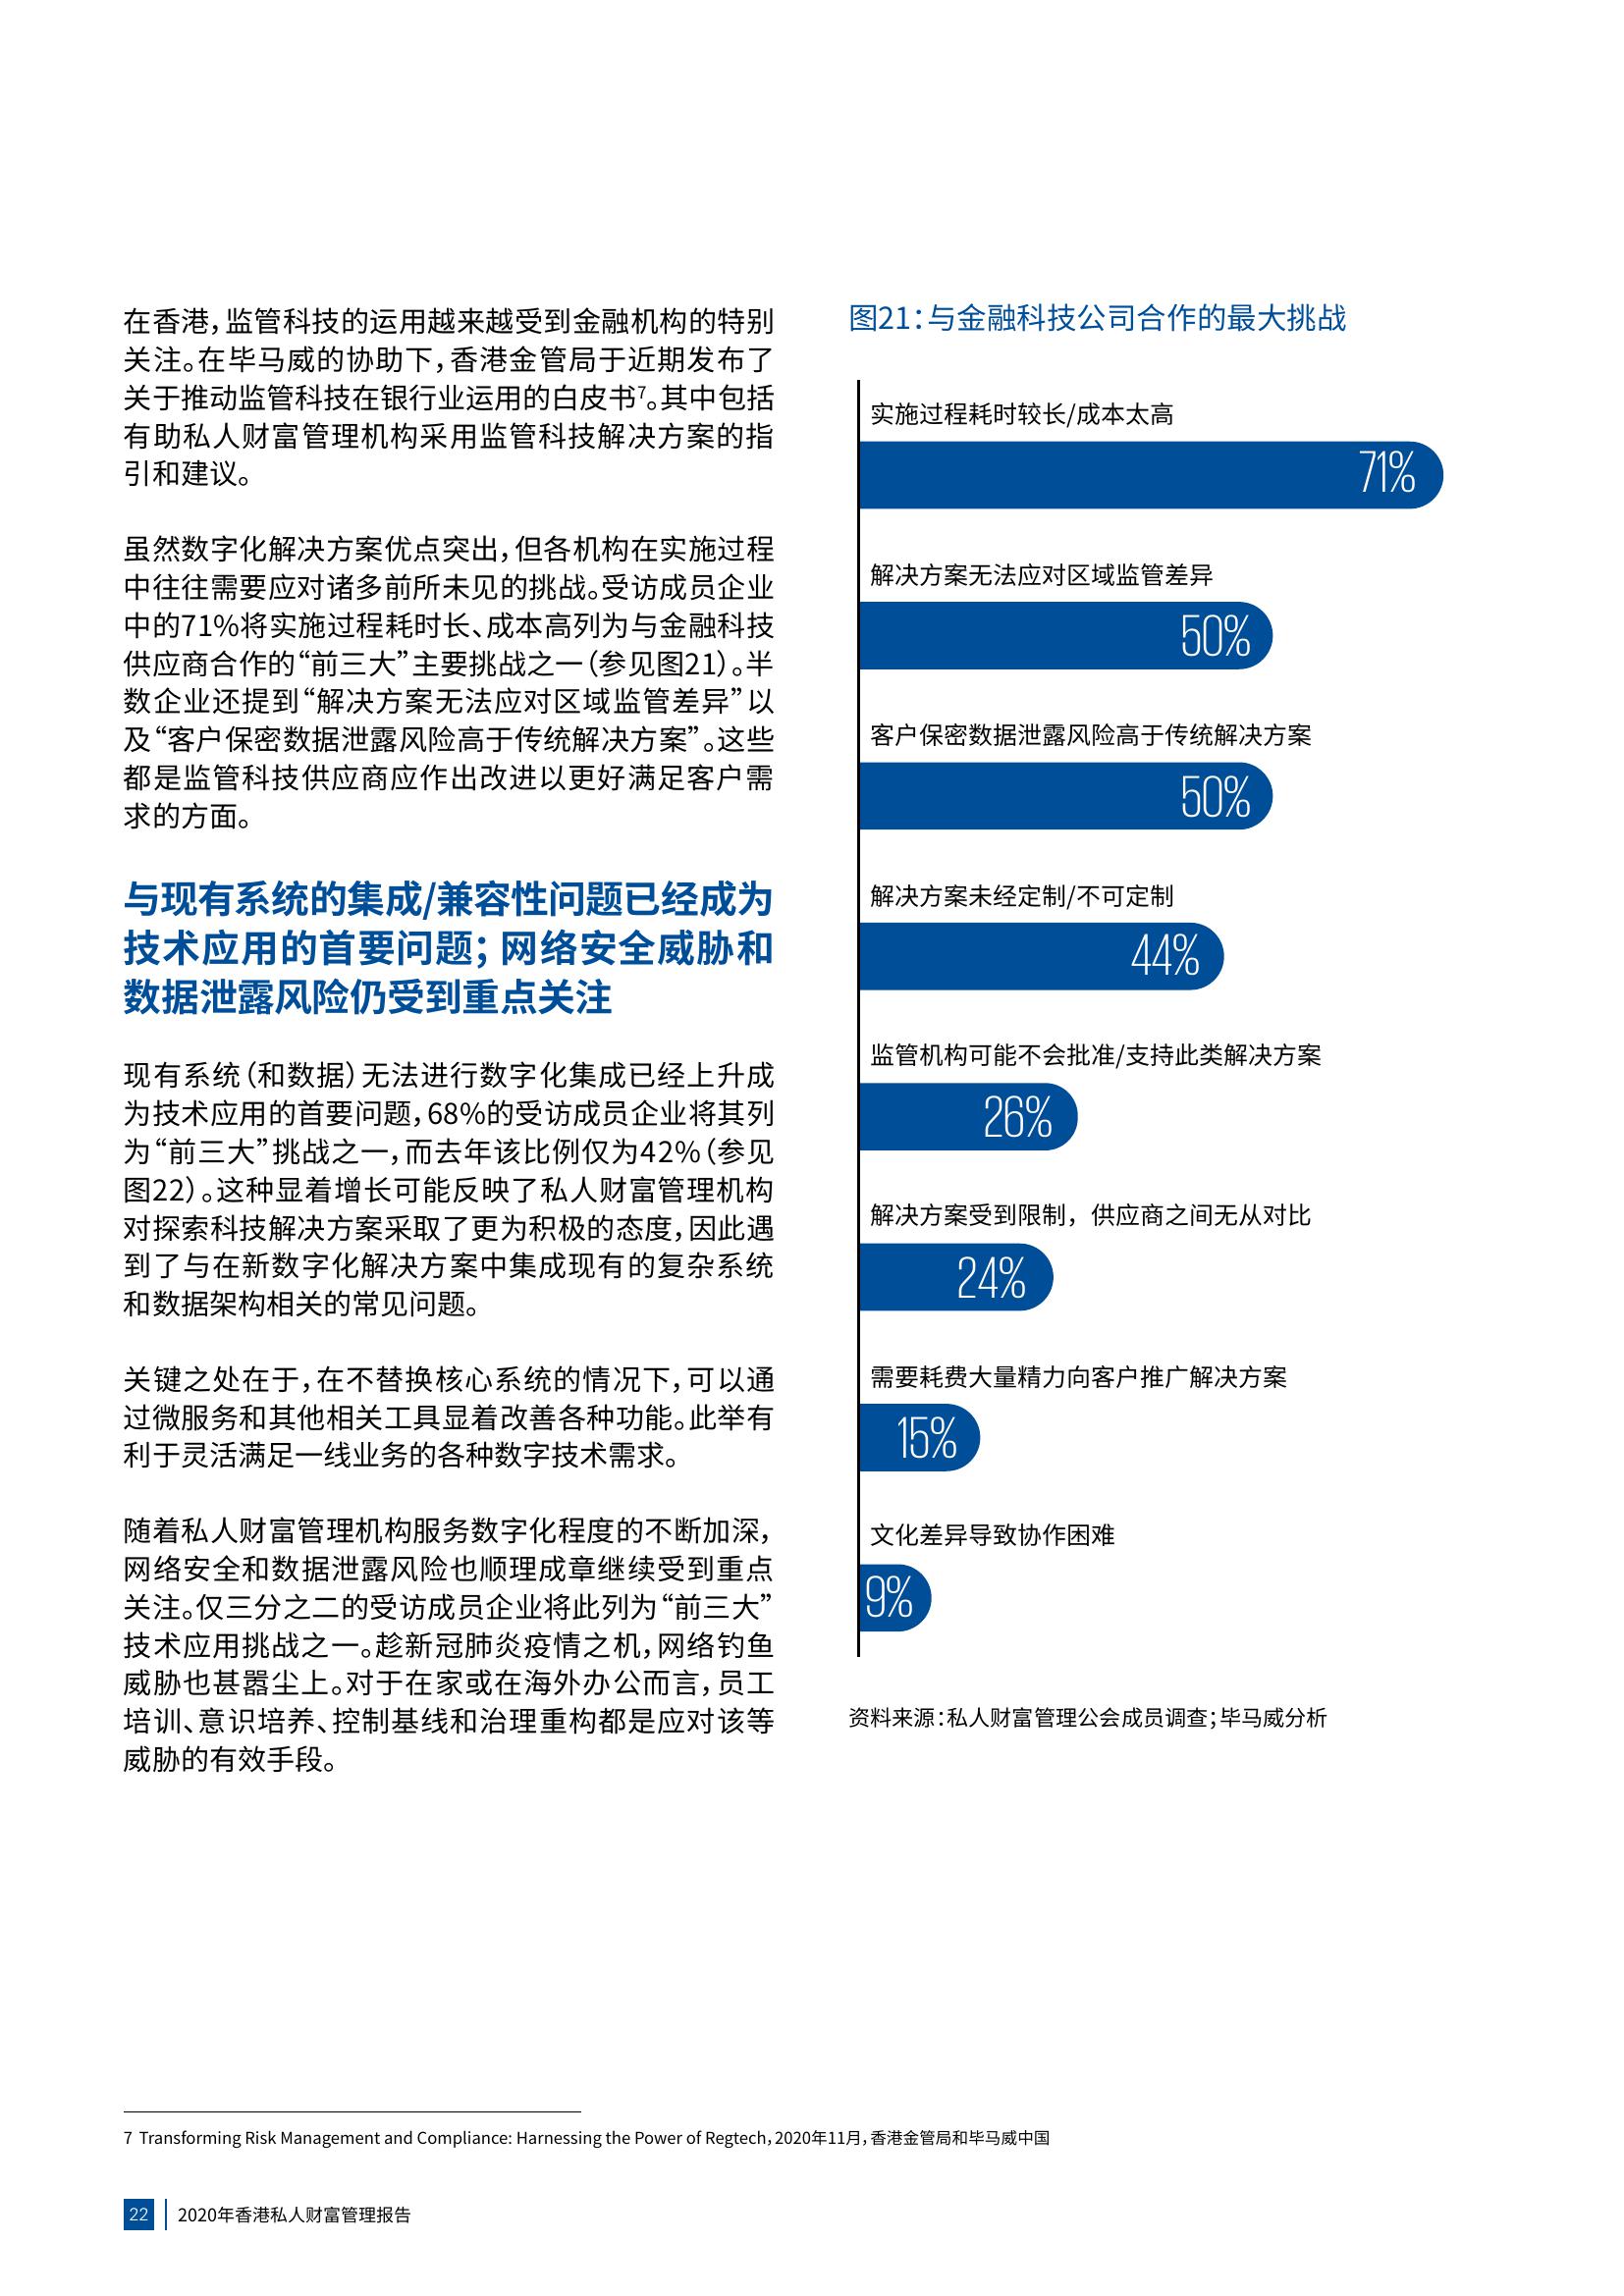 在香港，监管科技的运用越来越受到金融机构的特别
关注。在毕马威的协助下，香港金管局于近期发布了
关于推动监管科技在银行业运用的白皮书7。其中包括
有助私人财富管理机构采用监管科技解决方案的指
引和建议。
虽然数字化解决方案优点突出，但各机构在实施过程
中往往需要应对诸多前所未见的挑战。受访成员企业
中的71%将实施过程耗时长、成本高列为与金融科技
供应商合作的“前三大”主要挑战之一（参见图21）。半
数企业还提到“解决方案无法应对区域监管差异”以
及“客户保密数据泄露风险高于传统解决方案”。这些
都是监管科技供应商应作出改进以更好满足客户需
求的方面。
与现有系统的集成/兼容性问题已经成为
技术应用的首要问题；网络安全威胁和
数据泄露风险仍受到重点关注
现有系统（和数据）无法进行数字化集成已经上升成
为技术应用的首要问题，68%的受访成员企业将其列
为“前三大”挑战之一，而去年该比例仅为42%（参见
图22）。这种显着增长可能反映了私人财富管理机构
对探索科技解决方案采取了更为积极的态度，因此遇
到了与在新数字化解决方案中集成现有的复杂系统
和数据架构相关的常见问题。
关键之处在于，在不替换核心系统的情况下，可以通
过微服务和其他相关工具显着改善各种功能。此举有
利于灵活满足一线业务的各种数字技术需求。
随着私人财富管理机构服务数字化程度的不断加深，
网络安全和数据泄露风险也顺理成章继续受到重点
关注。仅三分之二的受访成员企业将此列为“前三大”
技术应用挑战之一。趁新冠肺炎疫情之机，网络钓鱼
威胁也甚嚣尘上。对于在家或在海外办公而言，员工
培训、意识培养、控制基线和治理重构都是应对该等
威胁的有效手段。
图21：与金融科技公司合作的最大挑战
实施过程耗时较长/成本太高
71%
解决方案无法应对区域监管差异
50%
客户保密数据泄露风险高于传统解决方案
50%
解决方案未经定制/不可定制
44%
监管机构可能不会批准/支持此类解决方案
26%
解决方案受到限制，供应商之间无从对比
24%
需要耗费大量精力向客户推广解决方案
15%
文化差异导致协作困难
9%
资料来源：私人财富管理公会成员调查；毕马威分析
7 Transforming Risk Management and Compliance: Harnessing the Power of Regtech，2020年11月，香港金管局和毕马威中国
22 2020年香港私人财富管理报告